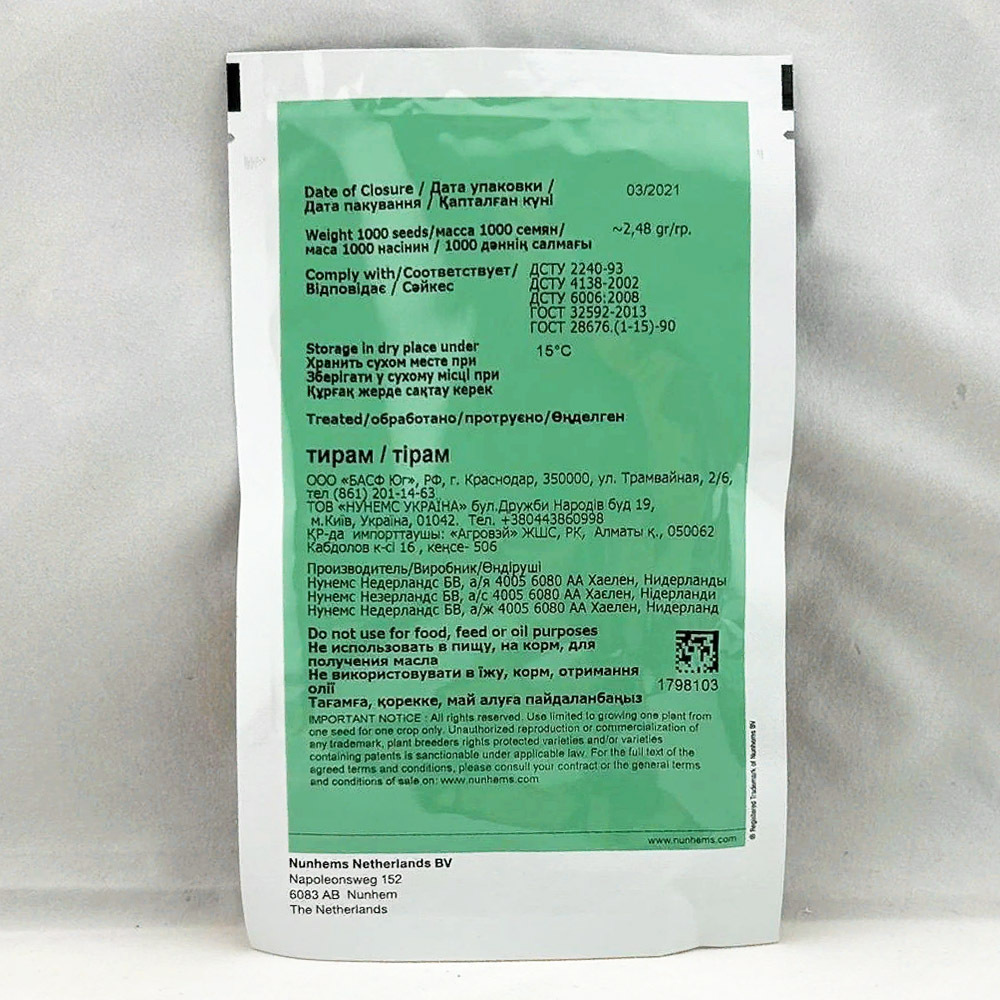 Date of Closure / Дата упаковки / 03/2021
Дата пакування / Қапталған күні
Weight 1000 seeds/масса 1000 семян/ ~2,48 gr/гр.
маса 1000 насінин / 1000 дәннің салмағы
Comply with/Соответствует/ ДСТУ 2240-93
Відповідає / Сәйкес ДСТУ 4138-2002
ДСТУ 6006:2008
ГОСТ 32592-2013
ГОСТ 28676.(1-15)-90
Storage in dry place under 15°C
Хранить сухом месте при
Зберігати у сухому місці при
Құрғақ жерде сақтау керек
Treated/обработано/протруєно/Өңделген
тирам / тірам
ООО «БАСФ Юг», РФ, г. Краснодар, 350000, ул. Трамвайная, 2/6,
тел (861) 201-14-63
ТОВ «НУНЕМС УКРАЇНА» бул.Дружби Народів буд 19,
м.Київ, Україна, 01042. Тел. +380443860998
ҚР-да импорттаушы: «Агровэй» ЖШС, РК, Алматы қ., 050062
Кабдолов к-сі 16 , кеңсе- 506
Производитель/Виробник/Өндіруші
Нунемс Недерландс БВ, а/я 4005 6080 АА Хаелен, Нидерланды
Нунемс Незерландс БВ, а/с 4005 6080 АА Хаєлен, Нідерланди
Нунемс Недерландс БВ, а/ж 4005 6080 АА Хаелен, Нидерланд
Do not use for food, feed or oil purposes
Не использовать в пищу, на корм, для
получения масла
Не використовувати в їжу, корм, отримання
олії
1798103
Тағамға, қорекке, май алуға пайдаланбаңыз
IMPORTANT NOTICE : All rights reserved. Use limited to growing one plant from
one seed for one crop only. Unauthorized reproduction or commercialization of
any trademark, plant breeders rights protected varieties and/or varieties
containing patents is sanctionable under applicable law. For the full text of the
agreed terms and conditions, please consult your contract or the general terms
and conditions of sale on: www.nunhems.com
® Registered Trademark of Nunhems BV
www.nunhems.com
Nunhems Netherlands BV
Napoleonsweg 152
6083 AB Nunhem
The Netherlands